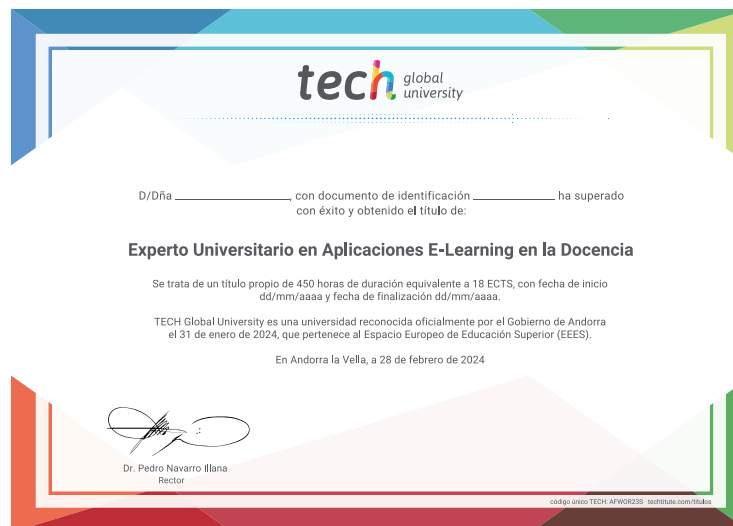 tech global university
D/Dña ____________________, con documento de identificación ______________ ha superado
con éxito y obtenido el título de:
Experto Universitario en Aplicaciones E-Learning en la Docencia
Se trata de un título propio de 450 horas de duración equivalente a 18 ECTS, con fecha de inicio
dd/mm/aaaa y fecha de finalización dd/mm/aaaa.
TECH Global University es una universidad reconocida oficialmente por el Gobierno de Andorra
el 31 de enero de 2024, que pertenece al Espacio Europeo de Educación Superior (EEES).
En Andorra la Vella, a 28 de febrero de 2024
Dr. Pedro Navarro Illana
Rector
código único TECH: AFWOR23S techtitute.com/titulos